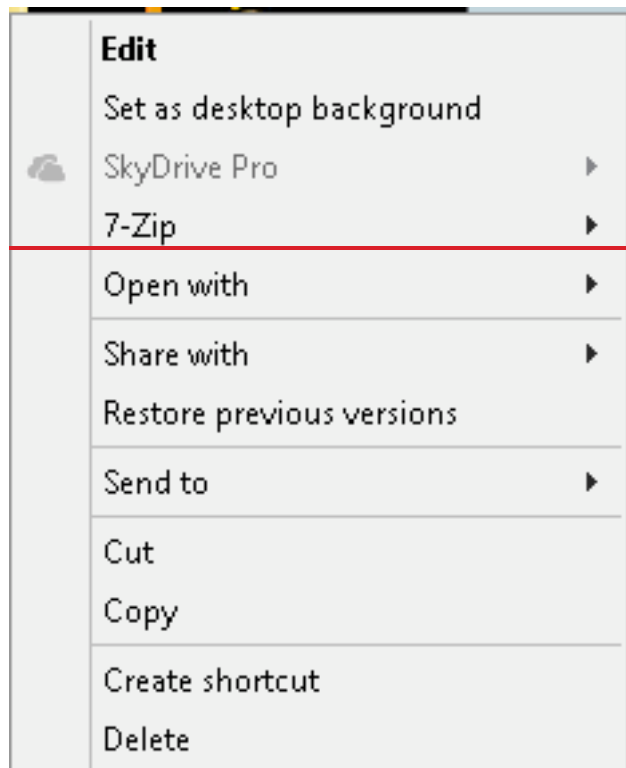 Edit
Set as desktop background
SkyDrive Pro
7-Zip
Open with
Share with
Restore previous versions
Send to
Cut
Copy
Create shortcut
Delete